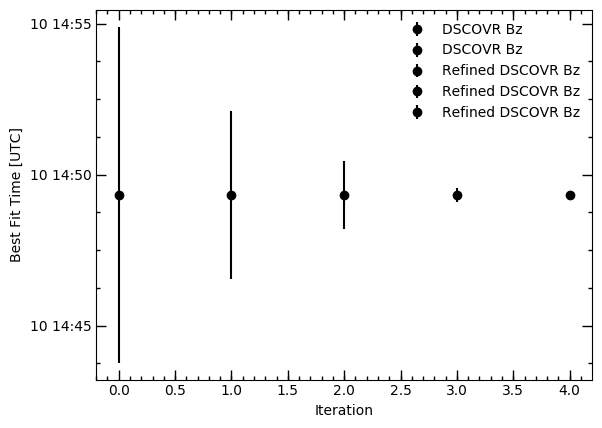 10 14:55
10 14:50
10 14:45
Best Fit Time [UTC]
DSCOVR Bz
DSCOVR Bz
Refined DSCOVR Bz
Refined DSCOVR Bz
Refined DSCOVR Bz
0.0 0.5 1.0 1.5 2.0 2.5 3.0 3.5 4.0
Iteration